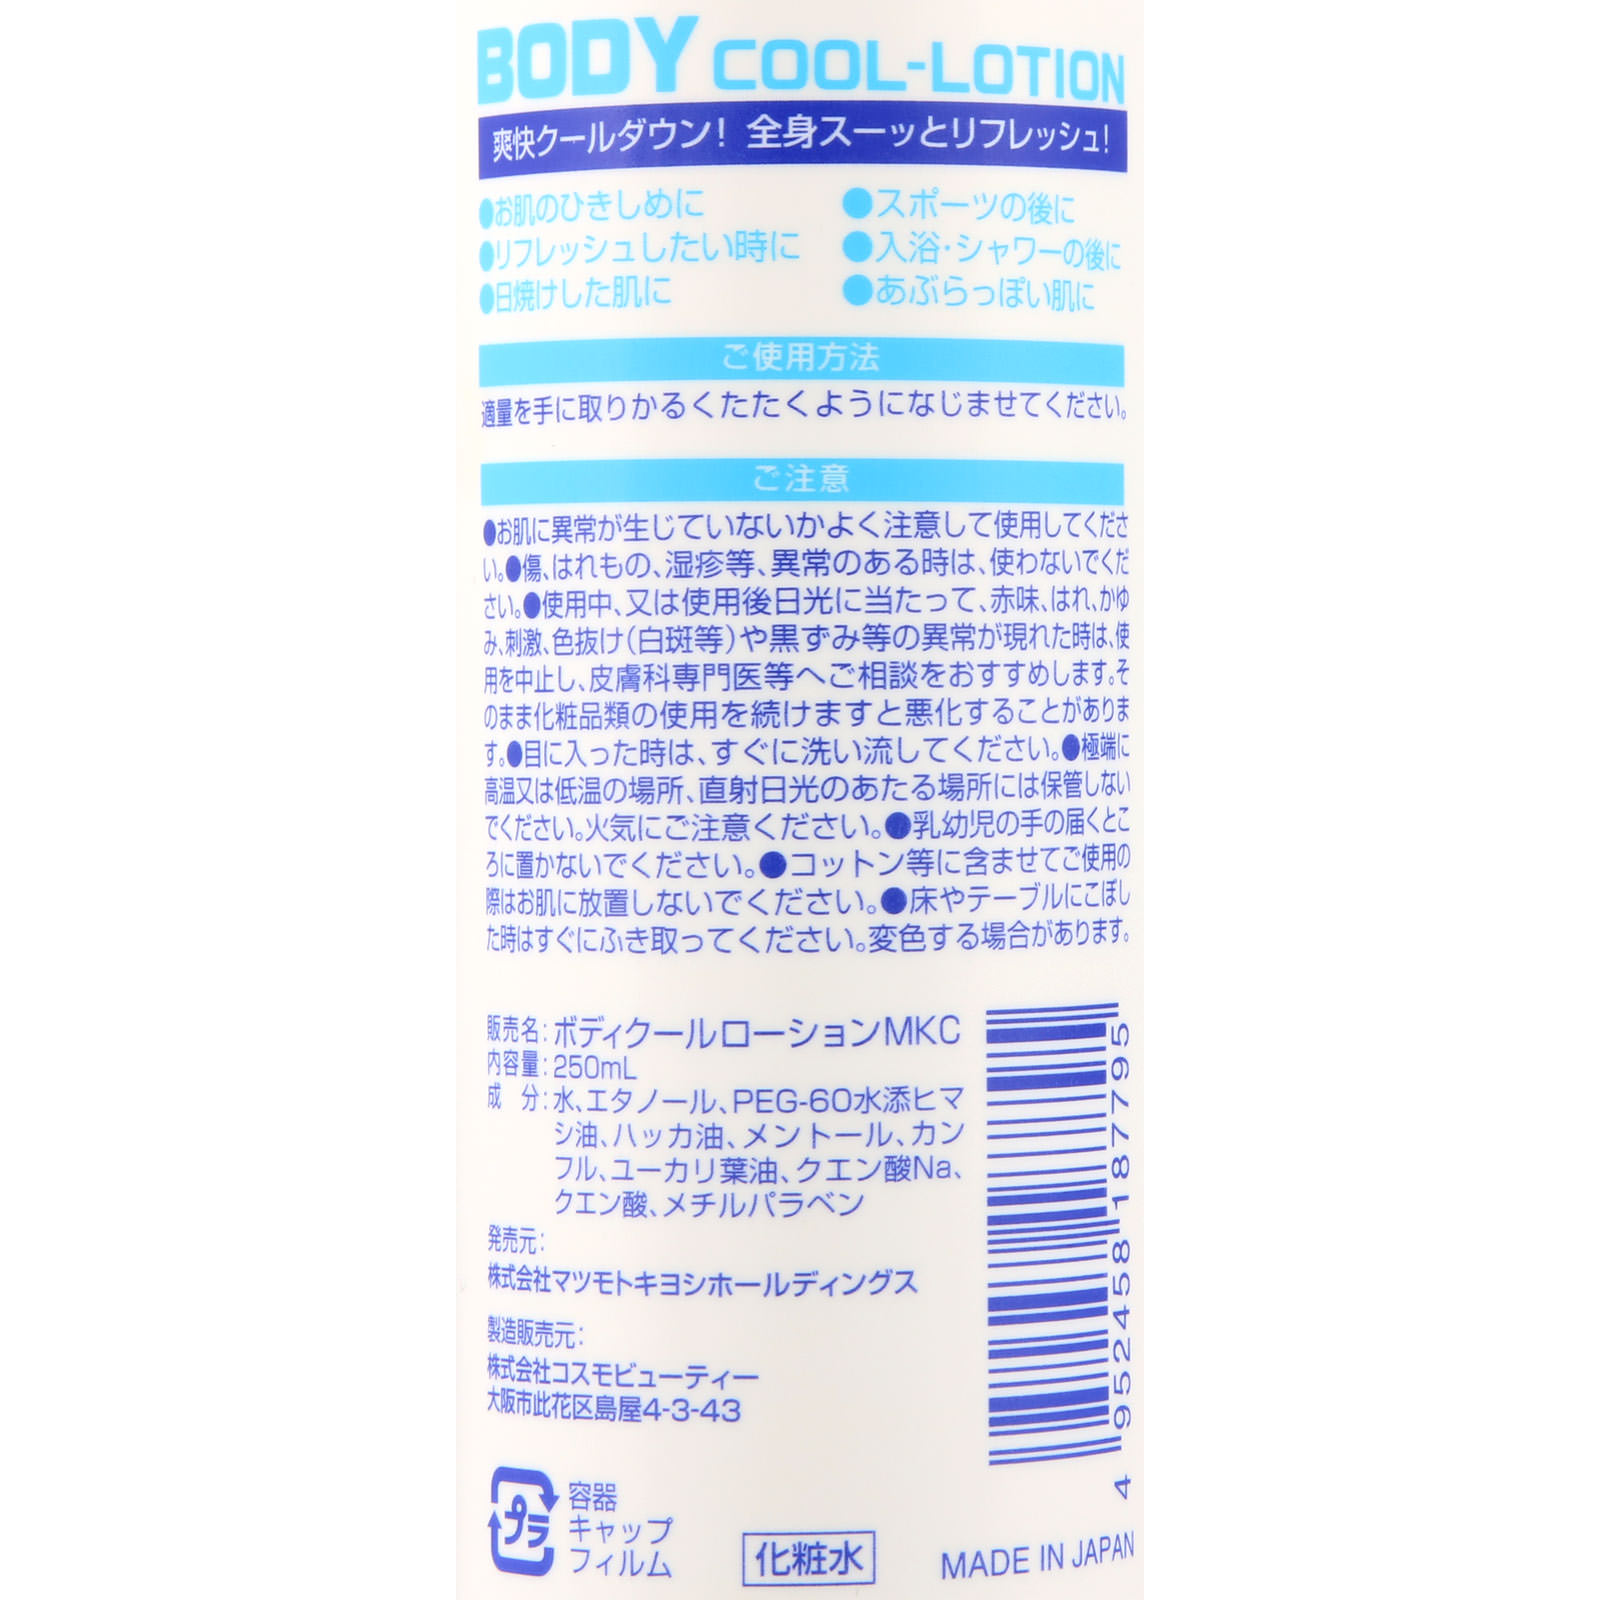 BODY COOL-LOTION
爽快クールダウン! 全身スーッとリフレッシュ!
●お肌のひきしめに ●スポーツの後に
●リフレッシュしたい時に ●入浴・シャワーの後に
●日焼けした肌に ●あぶらっぽい肌に
ご使用方法
適量を手に取りかるくたたくようになじませてください。
ご注意
●お肌に異常が生じていないかよく注意して使用してくださ
い。●傷、はれもの、湿疹等、異常のある時は、使わないでくだ
さい。●使用中、又は使用後日光に当たって、赤味、はれ、かゆ
み、刺激、色抜け(白斑等)や黒ずみ等の異常が現れた時は、使
用を中止し、皮膚科専門医等へご相談をおすすめします。そ
のまま化粧品類の使用を続けますと悪化することがありま
す。●目に入った時は、すぐに洗い流してください。●極端に
高温又は低温の場所、直射日光のあたる場所には保管しない
でください。火気にご注意ください。●乳幼児の手の届くとこ
ろに置かないでください。●コットン等に含ませてご使用の
際はお肌に放置しないでください。●床やテーブルにこぼし
た時はすぐにふき取ってください。変色する場合があります。
販売名:ボディクールローションMKC
内容量:250mL
成 分:水、エタノール、PEG-60水添ヒマ
シ油、ハッカ油、メントール、カン
フル、ユーカリ葉油、クエン酸Na、
クエン酸、メチルパラベン
発売元:
株式会社マツモトキヨシホールディングス
製造販売元:
株式会社コスモビューティー
大阪市此花区島屋4-3-43
4 952458 187795
プラ
容器
キャップ
フィルム
化粧水
MADE IN JAPAN